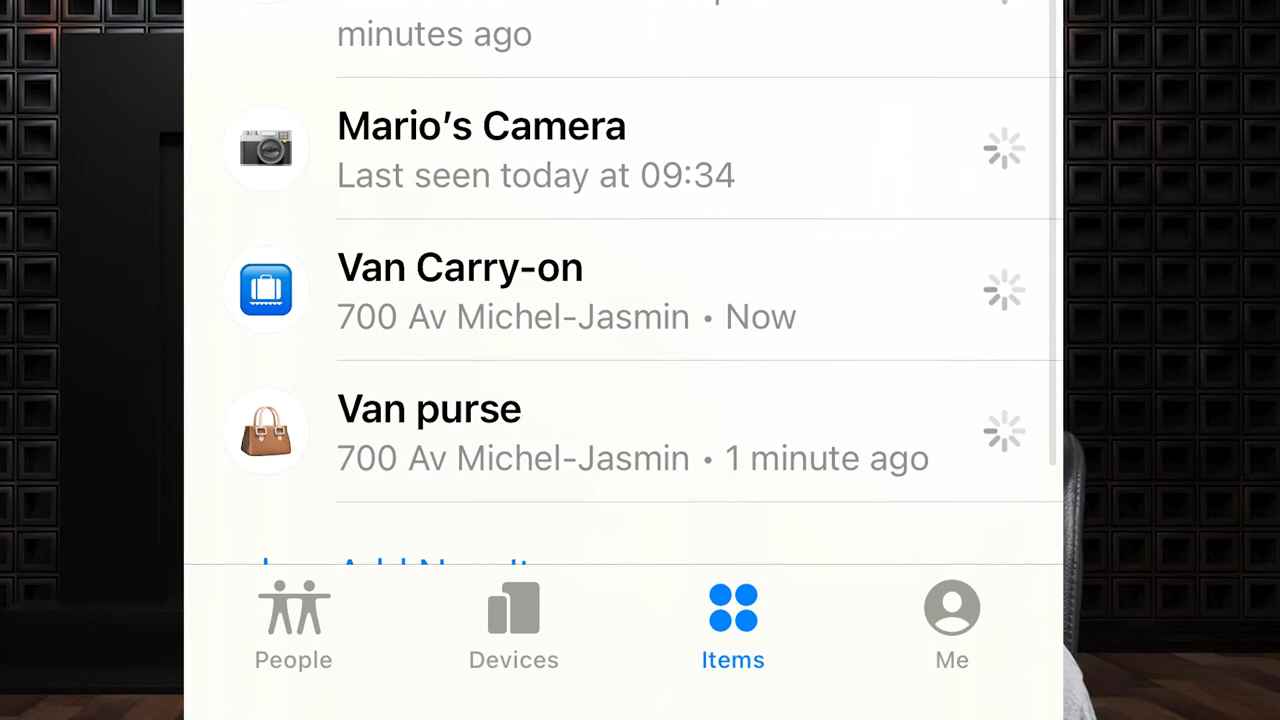 minutes ago
Mario's Camera
Last seen today at 09:34
Van Carry-on
700 Av Michel-Jasmin • Now
Van purse
700 Av Michel-Jasmin • 1 minute ago
People
Devices
Items
Me